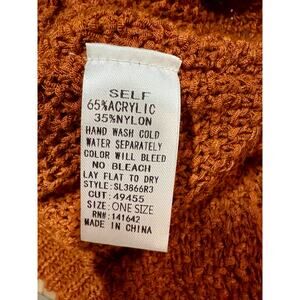 SELF
65%ACRYLIC
35%NYLON
HAND WASH COLD
WATER SEPARATELY
COLOR WILL BLEED
NO BLEACH
LAY FLAT TO DRY
STYLE: SL3866R3
CUT: 49455
SIZE: ONE SIZE
RN#: 141642
MADE IN CHINA